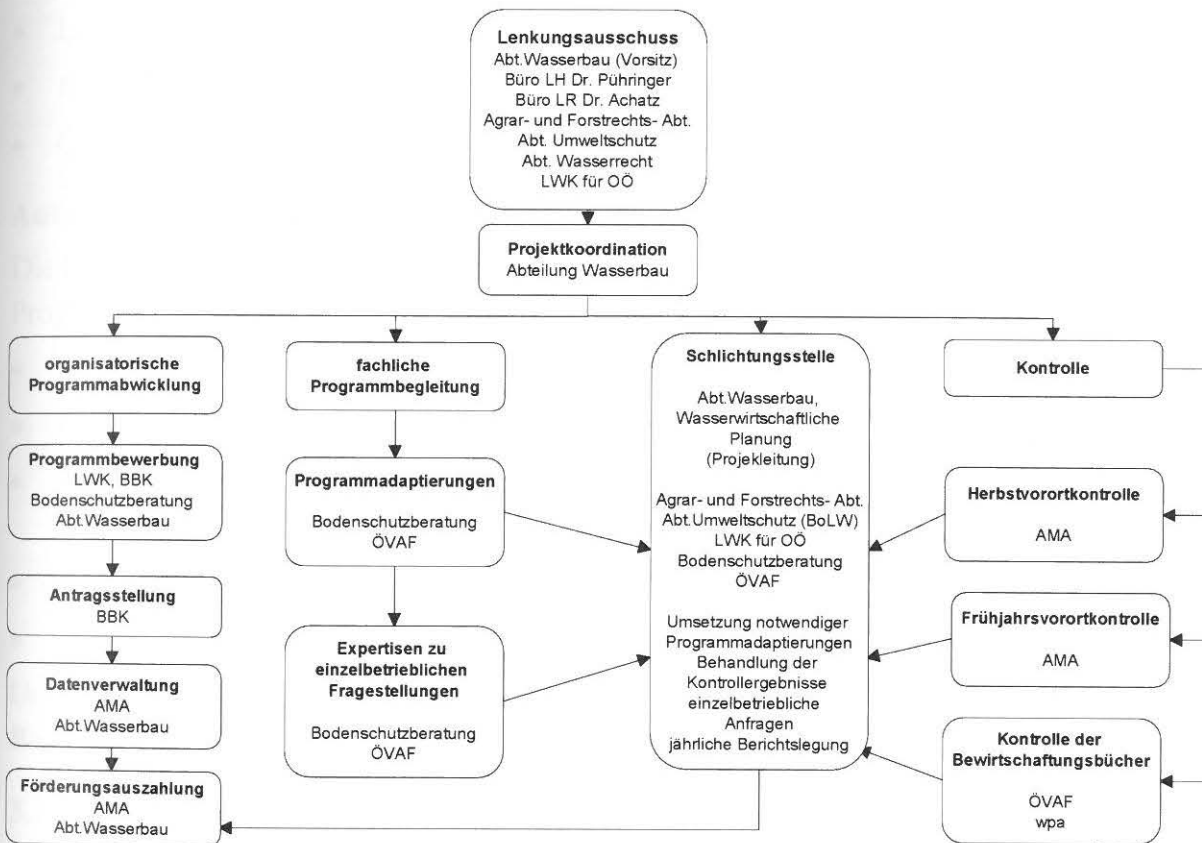 Lenkungsausschuss
Abt.Wasserbau (Vorsitz)
Büro LH Dr. Pühringer
Büro LR Dr. Achatz
Agrar- und Forstrechts- Abt.
Abt. Umweltschutz
Abt. Wasserrecht
LWK für OÖ
Projektkoordination
Abteilung Wasserbau
organisatorische
Programmabwicklung
Programmbewerbung
LWK, BBK
Bodenschutzberatung
Abt.Wasserbau
Antragsstellung
BBK
Datenverwaltung
AMA
Abt.Wasserbau
Förderungsauszahlung
AMA
Abt.Wasserbau
fachliche
Programmbegleitung
Programmadaptierungen
Bodenschutzberatung
ÖVAF
Expertisen zu
einzelbetrieblichen
Fragestellungen
Bodenschutzberatung
ÖVAF
Schlichtungsstelle
Abt.Wasserbau,
Wasserwirtschaftliche
Planung
(Projekleitung)
Agrar- und Forstrechts- Abt.
Abt.Umweltschutz (BoLW)
LWK für OÖ
Bodenschutzberatung
ÖVAF
Umsetzung notwendiger
Programmadaptierungen
Behandlung der
Kontrollergebnisse
einzelbetriebliche
Anfragen
jährliche Berichtslegung
Kontrolle
Herbstvorortkontrolle
AMA
Frühjahrsvorortkontrolle
AMA
Kontrolle der
Bewirtschaftungsbücher
ÖVAF
wpa